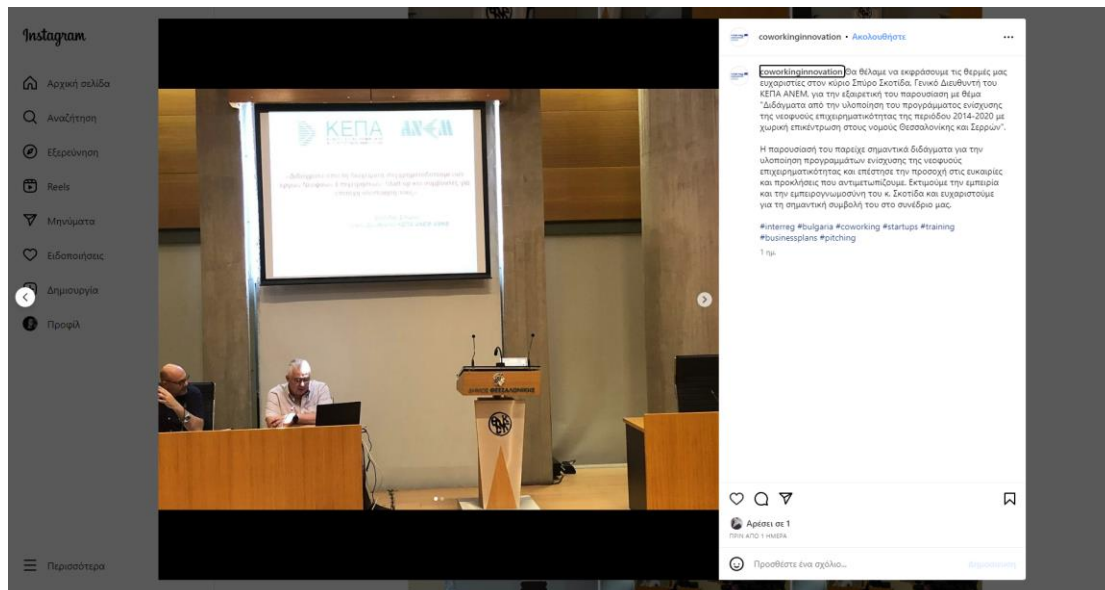 Instagram
Αρχική σελίδα
Αναζήτηση
Εξερεύνηση
Reels
Μηνύματα
Ειδοποιήσεις
Δημιουργία
Προφίλ
Περισσότερα
ΚΕΠΑ ΑΝΕΜ
ΔΗΜΟΣ ΘΕΣΣΑΛΟΝΙΚΗΣ
coworkinginnovation • Ακολουθήστε
coworkinginnovation Θα θέλαμε να εκφράσουμε τις θερμές μας
ευχαριστίες στον κύριο Σπύρο Σκοτίδα, Γενικό Διευθυντή του
ΚΕΠΑ ΑΝΕΜ, για την εξαιρετική του παρουσίαση με θέμα
"Διδάγματα από την υλοποίηση του προγράμματος ενίσχυσης
της νεοφυούς επιχειρηματικότητας της περιόδου 2014-2020 με
χωρική επικέντρωση στους νομούς Θεσσαλονίκης και Σερρών".
Η παρουσίασή του παρείχε σημαντικά διδάγματα για την
υλοποίηση προγραμμάτων ενίσχυσης της νεοφυούς
επιχειρηματικότητας και επέστησε την προσοχή στις ευκαιρίες
και προκλήσεις που αντιμετωπίζουμε. Εκτιμούμε την εμπειρία
και την εμπειρογνωμοσύνη του κ. Σκοτίδα και ευχαριστούμε
για τη σημαντική συμβολή του στο συνέδριο μας.
#interreg #bulgaria #coworking #startups #training
#businessplans #pitching
1 ημ.
Αρέσει σε 1
ΠΡΙΝ ΑΠΟ 1 ΗΜΕΡΑ
Προσθέστε ένα σχόλιο...
Δημοσίευση